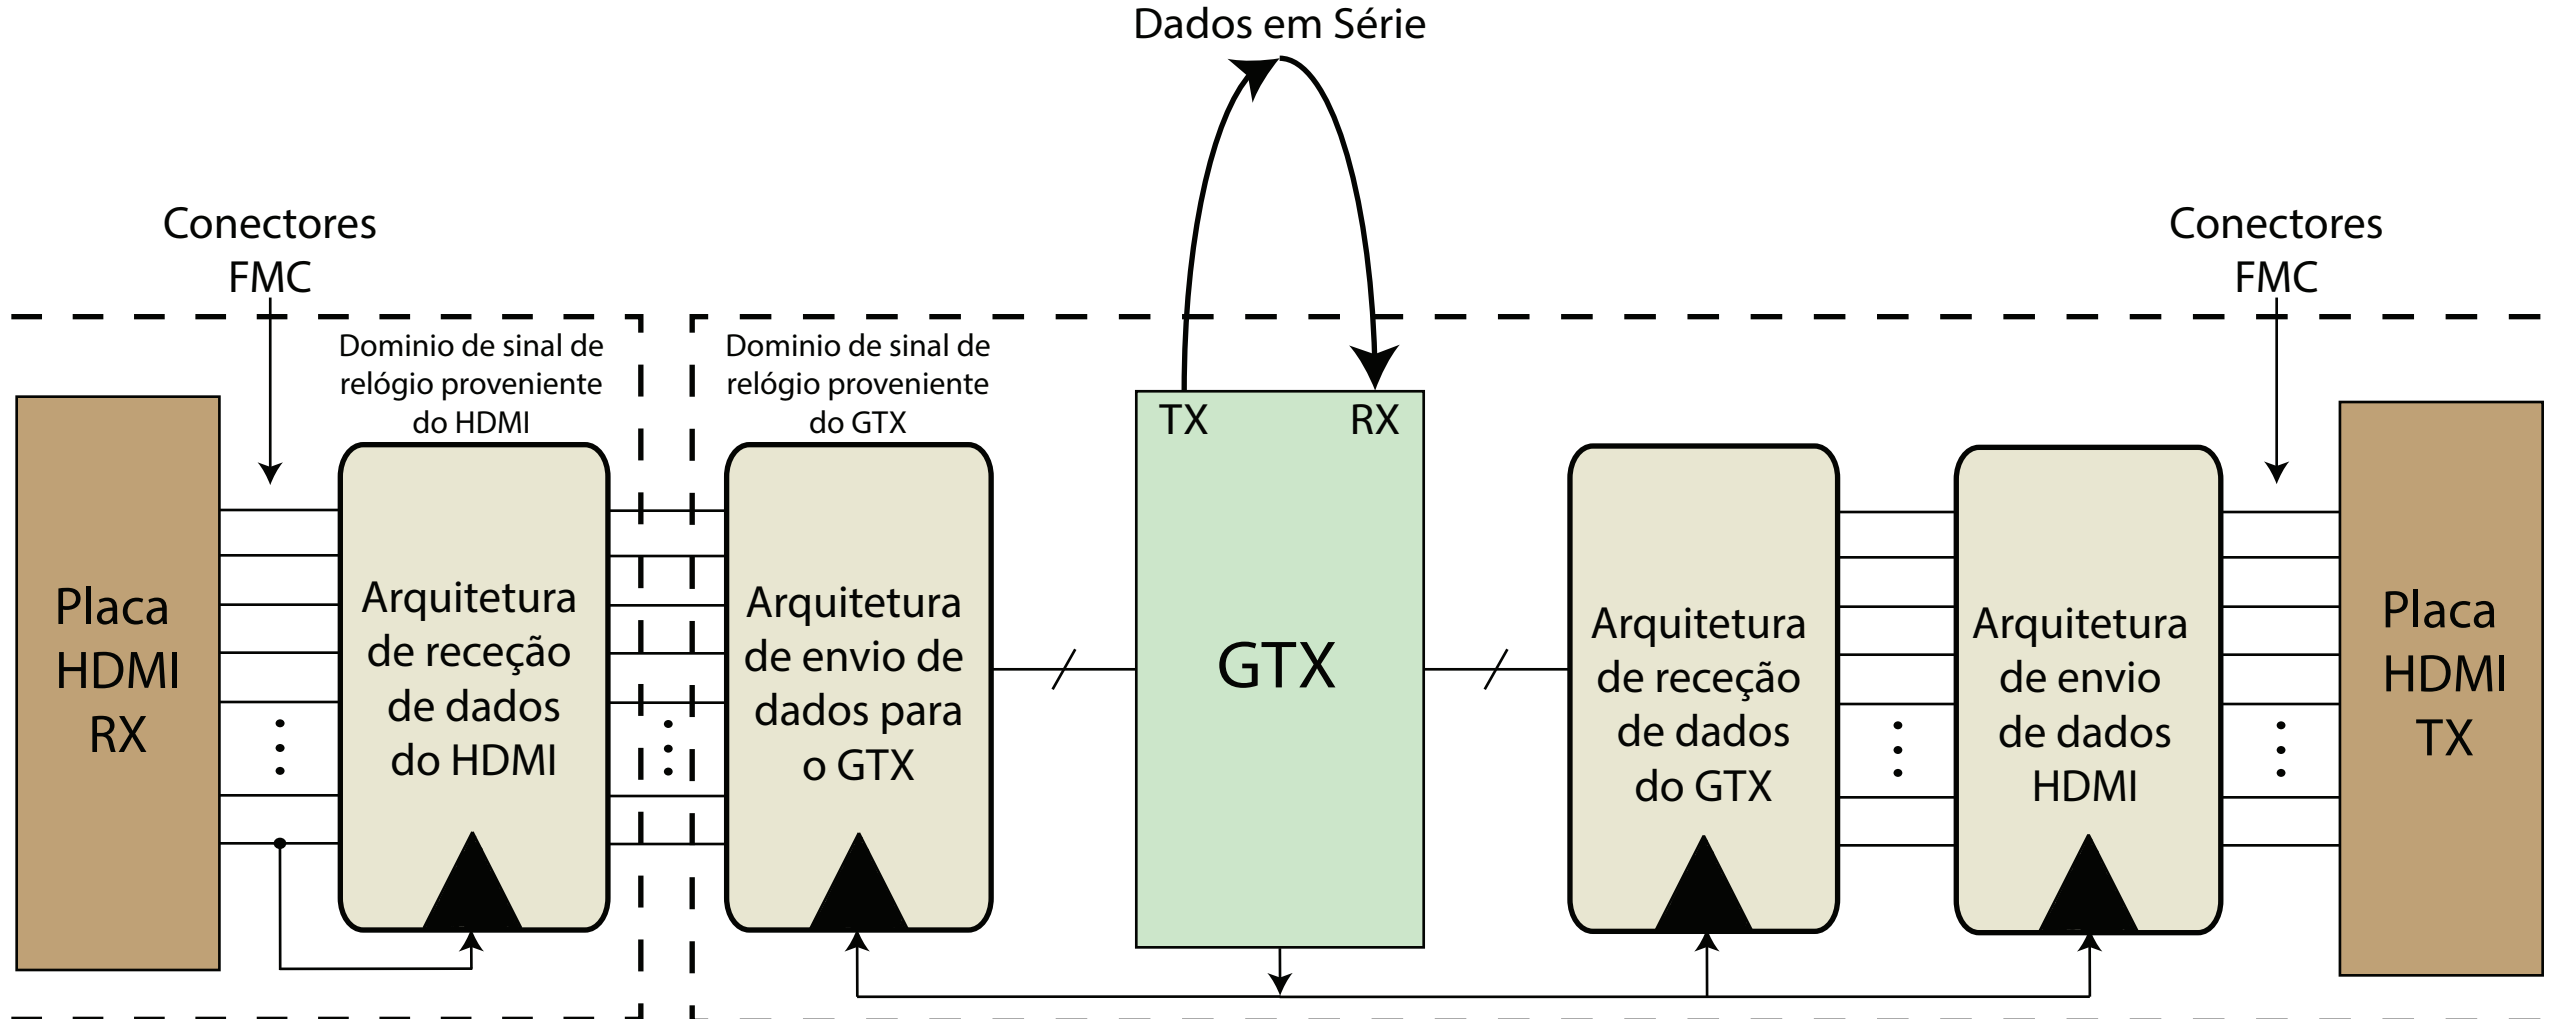 Dados em Série
Conectores
FMC
Conectores
FMC
Dominio de sinal de
relógio proveniente
do HDMI
Dominio de sinal de
relógio proveniente
do GTX
Placa
HDMI
RX
Arquitetura
de receção
de dados
do HDMI
Arquitetura
de envio de
dados para
o GTX
TX
RX
GTX
Arquitetura
de receção
de dados
do GTX
Arquitetura
de envio
de dados
HDMI
Placa
HDMI
TX